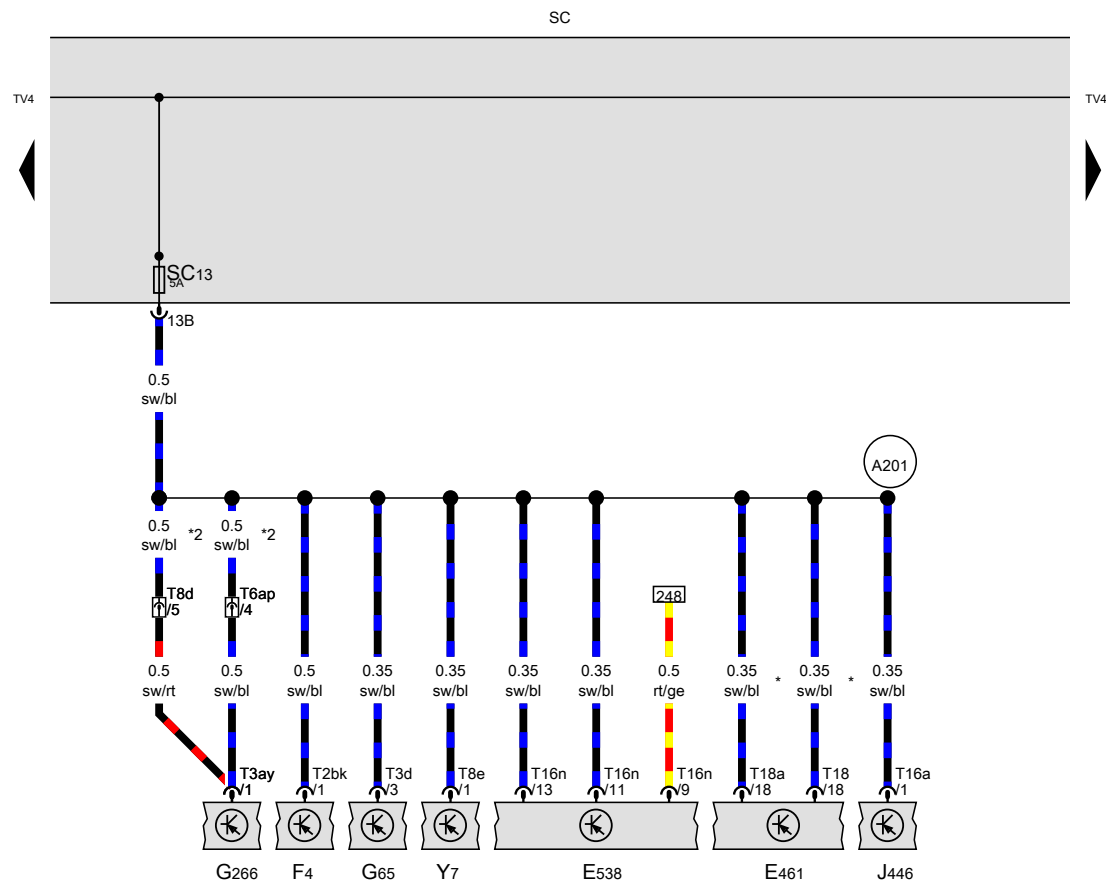 SC
TV4 TV4
SC13
5A
13B
0.5
sw/bl
A201
0.5 *2 0.5 *2
sw/bl sw/bl
T8d T6ap 248
/5 /4
0.5 0.5 0.5 0.35 0.35 0.35 0.35 0.5 0.35 * 0.35 * 0.35
sw/rt sw/bl sw/bl sw/bl sw/bl sw/bl sw/bl rt/ge sw/bl sw/bl sw/bl
T3ay T2bk T3d T8e T16n T16n T16n T18a T18 T16a
/1 /1 /3 /1 /13 /11 /9 /18 /18 /1
G266 F4 G65 Y7 E538 E461 J446